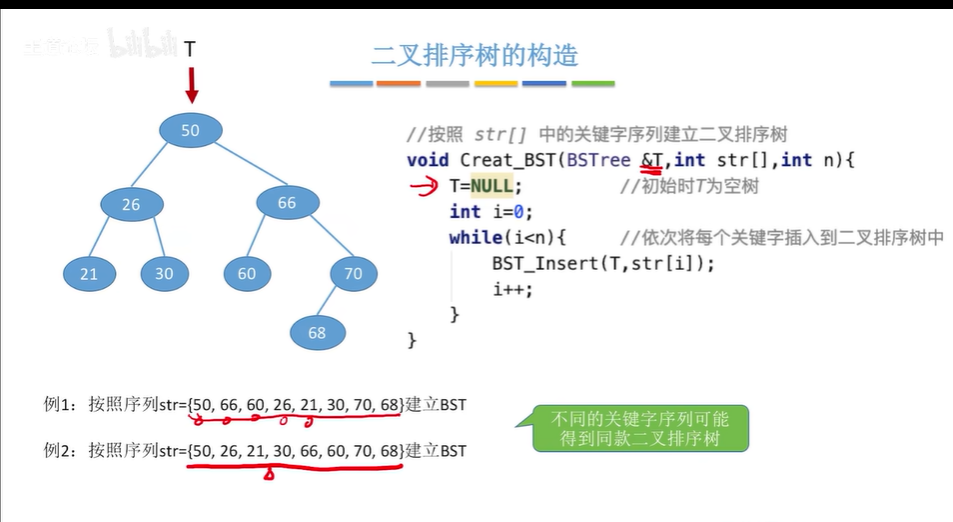 bilibili
T
二叉排序树的构造
50
26
66
21
30
60
70
68
//按照 str[] 中的关键字序列建立二叉排序树
void Creat_BST(BSTree &T,int str[],int n){
T=NULL; //初始时T为空树
int i=0;
while(i<n){ //依次将每个关键字插入到二叉排序树中
BST_Insert(T,str[i]);
i++;
}
}
例1：按照序列str={50, 66, 60, 26, 21, 30, 70, 68}建立BST
例2：按照序列str={50, 26, 21, 30, 66, 60, 70, 68}建立BST
不同的关键字序列可能
得到同款二叉排序树